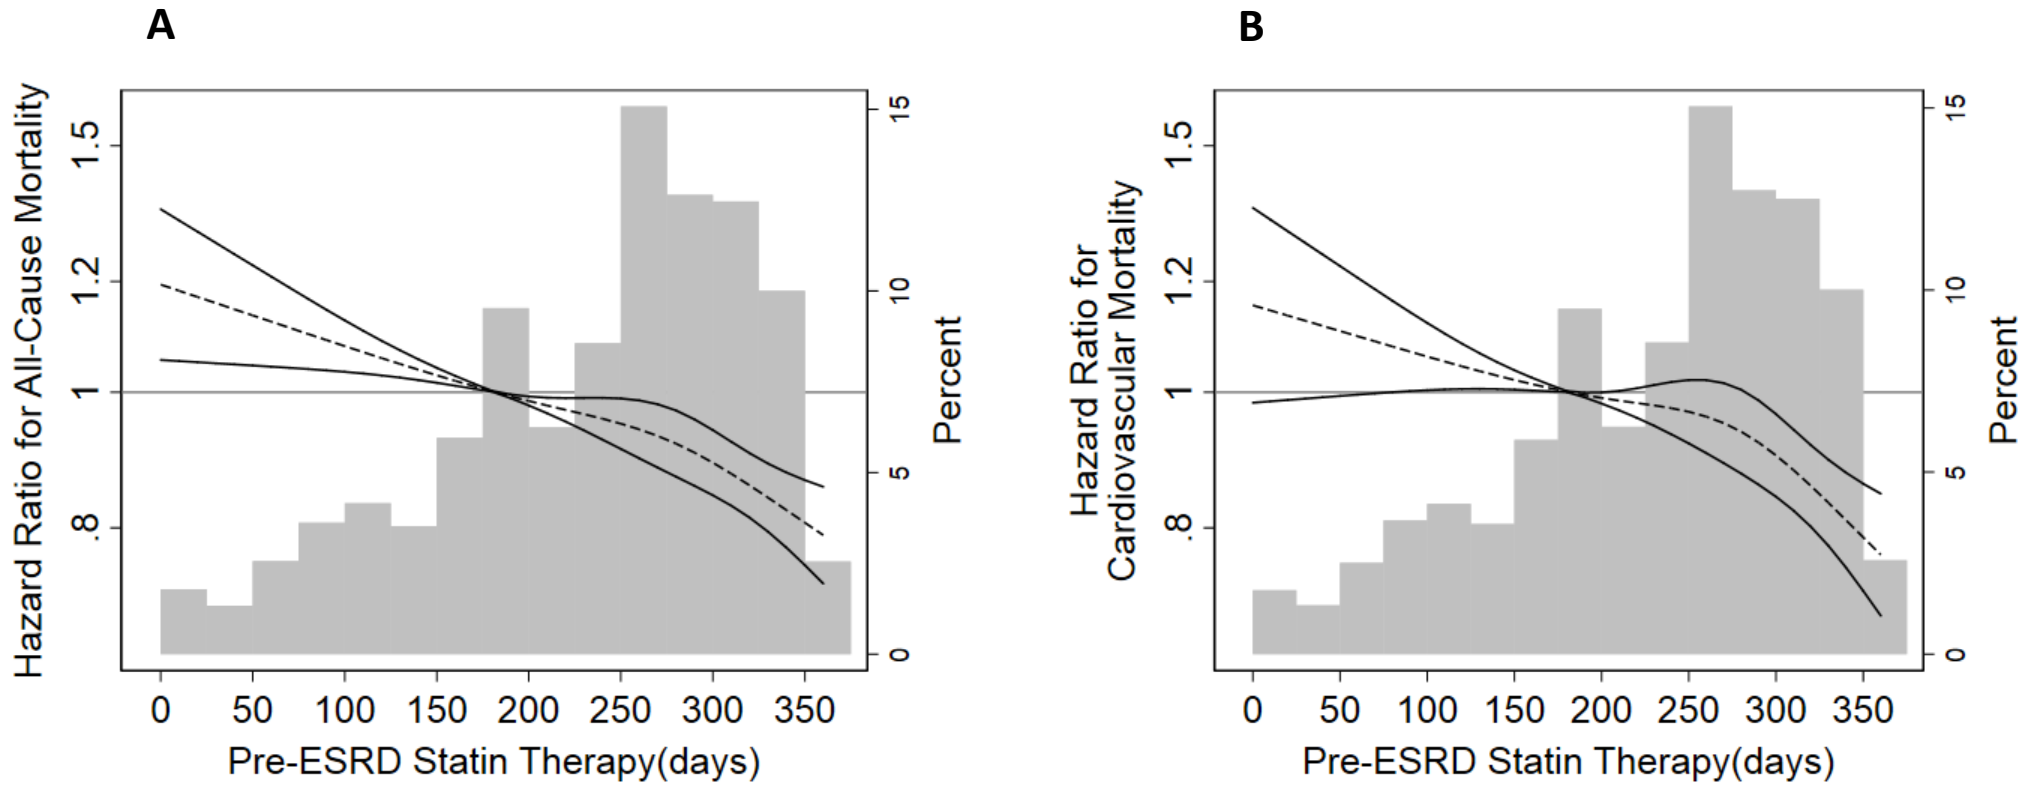 A
Hazard Ratio for All-Cause Mortality
1.5
1.2
1
.8
15
10
5
0
Percent
0 50 100 150 200 250 300 350
Pre-ESRD Statin Therapy(days)
B
Hazard Ratio for
Cardiovascular Mortality
1.5
1.2
1
.8
15
10
5
0
Percent
0 50 100 150 200 250 300 350
Pre-ESRD Statin Therapy(days)